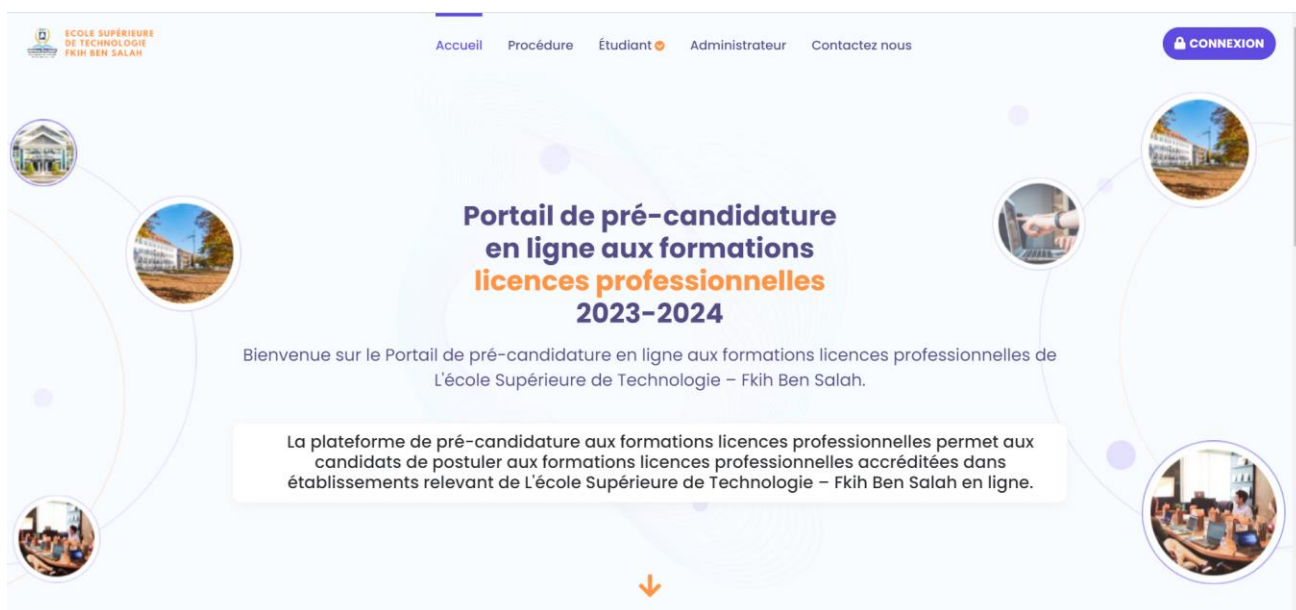 ECOLE SUPÉRIEURE
DE TECHNOLOGIE
FKIH BEN SALAH
Accueil Procédure Étudiant Administrateur Contactez nous
CONNEXION
Portail de pré-candidature
en ligne aux formations
licences professionnelles
2023-2024
Bienvenue sur le Portail de pré-candidature en ligne aux formations licences professionnelles de
L'école Supérieure de Technologie – Fkih Ben Salah.
La plateforme de pré-candidature aux formations licences professionnelles permet aux
candidats de postuler aux formations licences professionnelles accréditées dans
établissements relevant de L'école Supérieure de Technologie – Fkih Ben Salah en ligne.